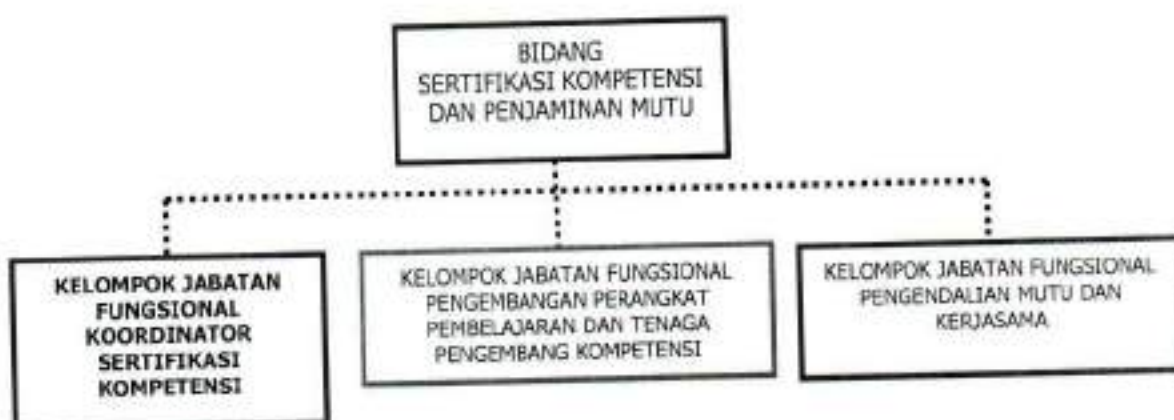 BIDANG
SERTIFIKASI KOMPETENSI
DAN PENJAMINAN MUTU
KELOMPOK JABATAN
FUNGSIONAL
KOORDINATOR
SERTIFIKASI
KOMPETENSI
KELOMPOK JABATAN FUNGSIONAL
PENGEMBANGAN PERANGKAT
PEMBELAJARAN DAN TENAGA
PENGEMBANG KOMPETENSI
KELOMPOK JABATAN FUNGSIONAL
PENGENDALIAN MUTU DAN
KERJASAMA